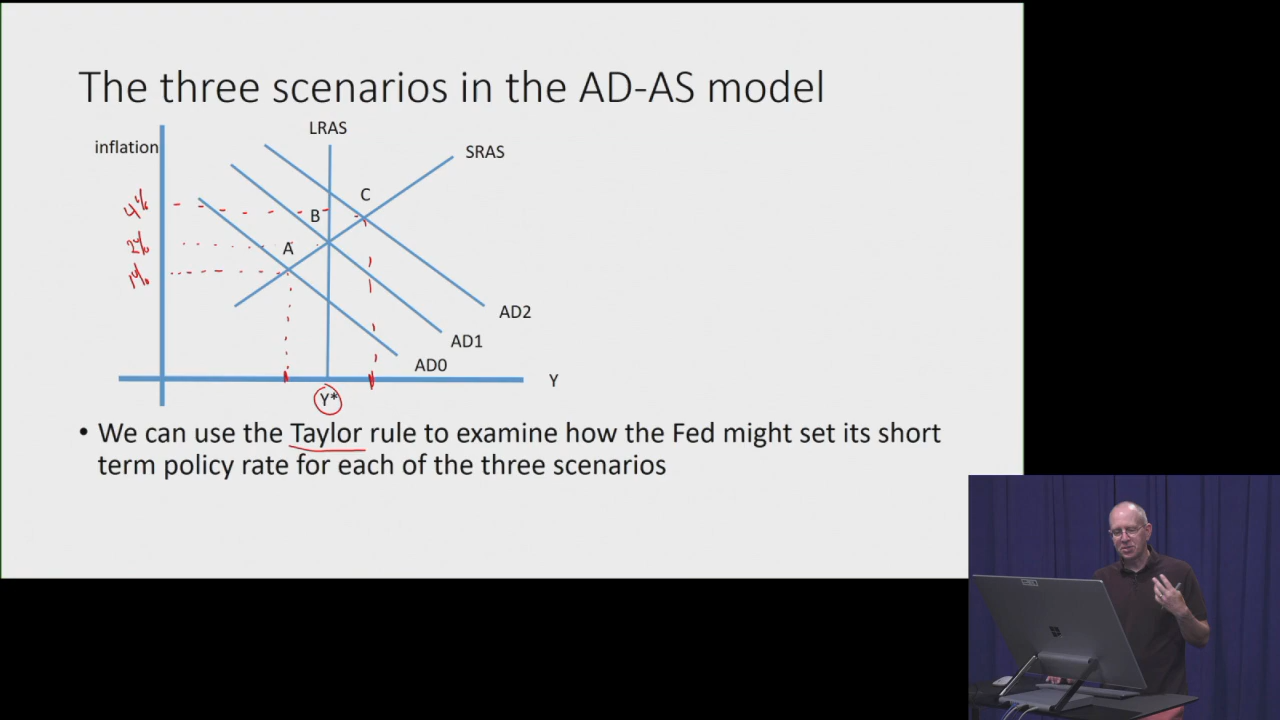 The three scenarios in the AD-AS model
LRAS
inflation
SRAS
4%
C
B
2%
A
1%
AD2
AD1
AD0
Y
Y*
• We can use the Taylor rule to examine how the Fed might set its short
term policy rate for each of the three scenarios